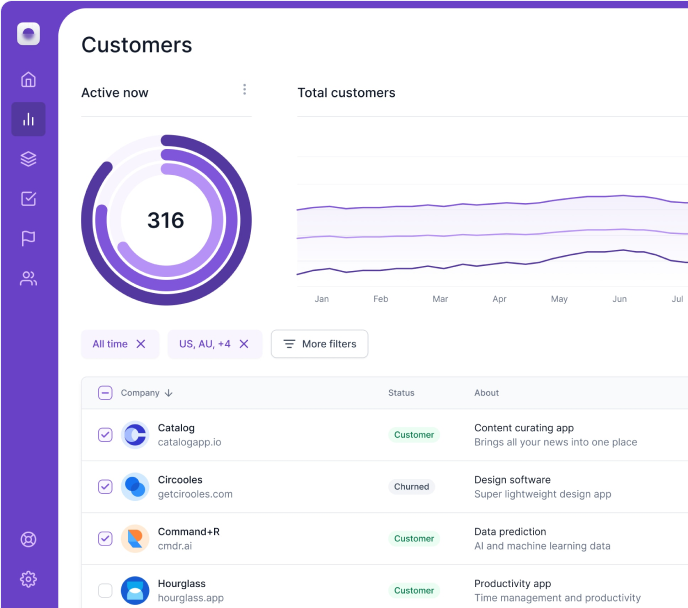 Customers
Active now
Total customers
316
Jan Feb Mar Apr May Jun Jul
All time
US, AU, +4
More filters
Company Status About
Catalog
catalogapp.io
Customer
Content curating app
Brings all your news into one place
Circooles
getcirooles.com
Churned
Design software
Super lightweight design app
Command+R
cmdr.ai
Customer
Data prediction
AI and machine learning data
Hourglass
hourglass.app
Customer
Productivity app
Time management and productivity